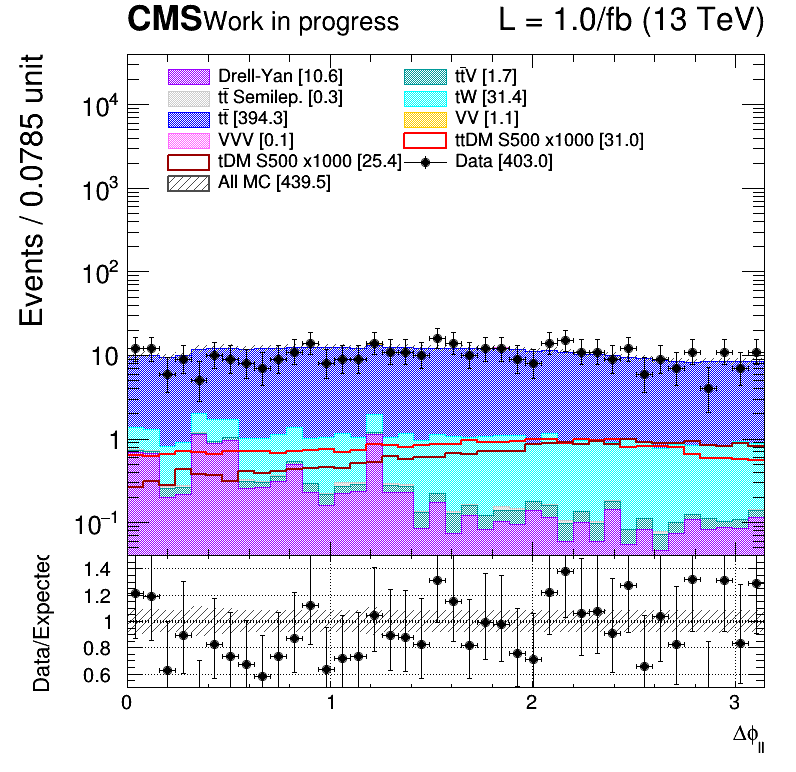 CMS Work in progress L = 1.0/fb (13 TeV)
Drell-Yan [10.6] tt̄V [1.7]
tt̄ Semilep. [0.3] tW [31.4]
tt̄ [394.3] VV [1.1]
VVV [0.1] ttDM S500 x1000 [31.0]
tDM S500 x1000 [25.4] Data [403.0]
All MC [439.5]
Events / 0.0785 unit
10⁴
10³
10²
10
1
10⁻¹
Data/Expected
1.4
1.2
1
0.8
0.6
0 1 2 3
Δϕ_ll